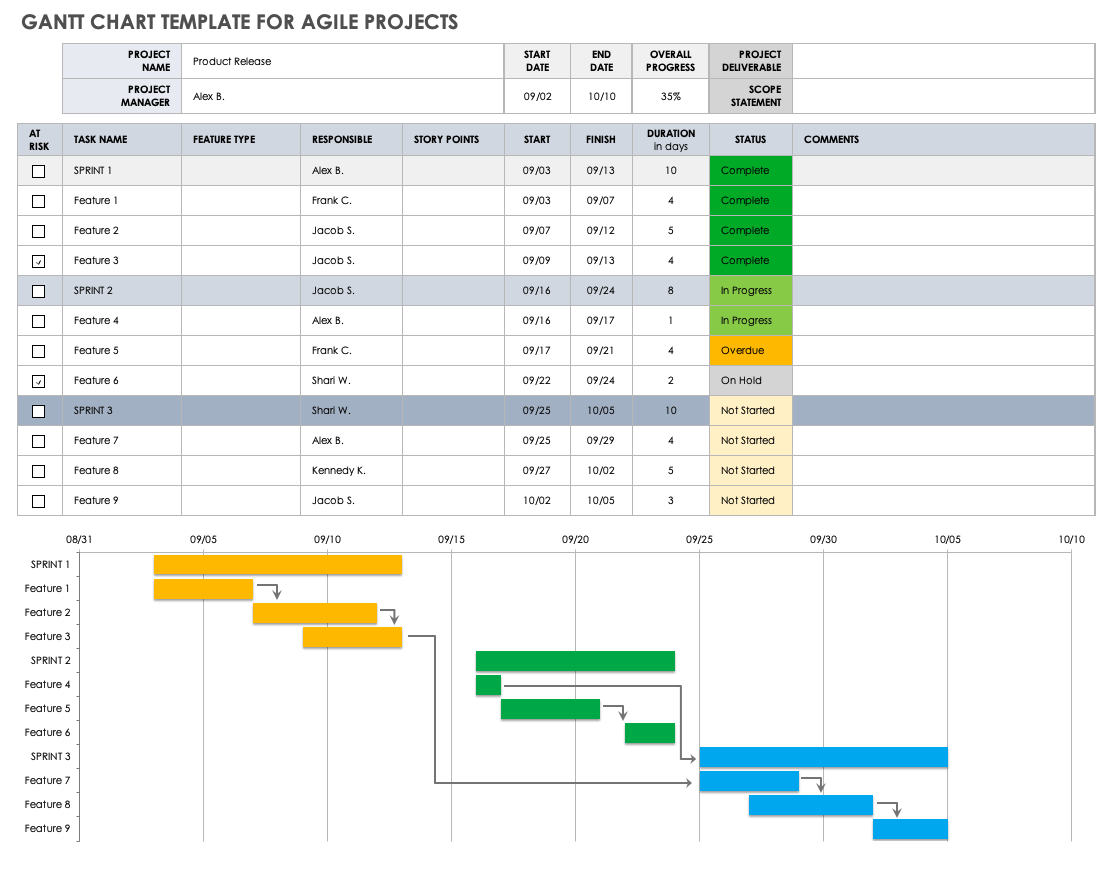 GANTT CHART TEMPLATE FOR AGILE PROJECTS
PROJECT NAME Product Release START DATE END DATE OVERALL PROGRESS PROJECT DELIVERABLE
PROJECT MANAGER Alex B. 09/02 10/10 35% SCOPE STATEMENT
AT RISK TASK NAME FEATURE TYPE RESPONSIBLE STORY POINTS START FINISH DURATION in days STATUS COMMENTS
SPRINT 1 Alex B. 09/03 09/13 10 Complete
Feature 1 Frank C. 09/03 09/07 4 Complete
Feature 2 Jacob S. 09/07 09/12 5 Complete
Feature 3 Jacob S. 09/09 09/13 4 Complete
SPRINT 2 Jacob S. 09/16 09/24 8 In Progress
Feature 4 Alex B. 09/16 09/17 1 In Progress
Feature 5 Frank C. 09/17 09/21 4 Overdue
Feature 6 Shari W. 09/22 09/24 2 On Hold
SPRINT 3 Shari W. 09/25 10/05 10 Not Started
Feature 7 Alex B. 09/25 09/29 4 Not Started
Feature 8 Kennedy K. 09/27 10/02 5 Not Started
Feature 9 Jacob S. 10/02 10/05 3 Not Started
08/31 09/05 09/10 09/15 09/20 09/25 09/30 10/05 10/10
SPRINT 1
Feature 1
Feature 2
Feature 3
SPRINT 2
Feature 4
Feature 5
Feature 6
SPRINT 3
Feature 7
Feature 8
Feature 9